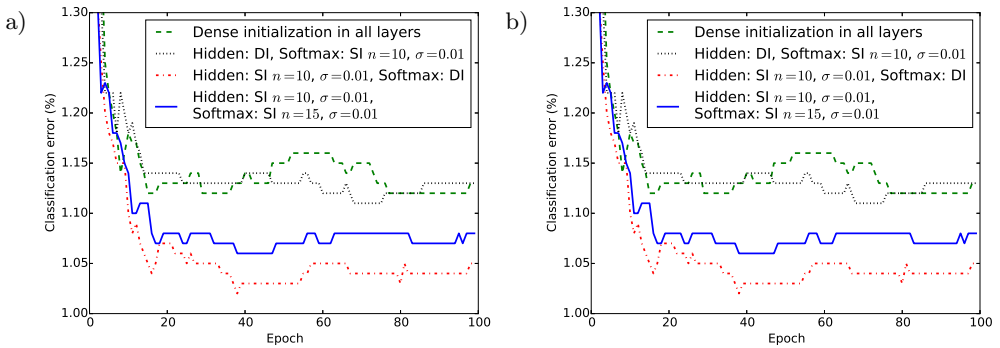 a)
1.30
1.25
1.20
1.15
1.10
1.05
1.00
Classification error (%)
Dense initialization in all layers
Hidden: DI, Softmax: SI n=10, σ=0.01
Hidden: SI n=10, σ=0.01, Softmax: DI
Hidden: SI n=10, σ=0.01,
Softmax: SI n=15, σ=0.01
0 20 40 60 80 100
Epoch
b)
1.30
1.25
1.20
1.15
1.10
1.05
1.00
Classification error (%)
Dense initialization in all layers
Hidden: DI, Softmax: SI n=10, σ=0.01
Hidden: SI n=10, σ=0.01, Softmax: DI
Hidden: SI n=10, σ=0.01,
Softmax: SI n=15, σ=0.01
0 20 40 60 80 100
Epoch